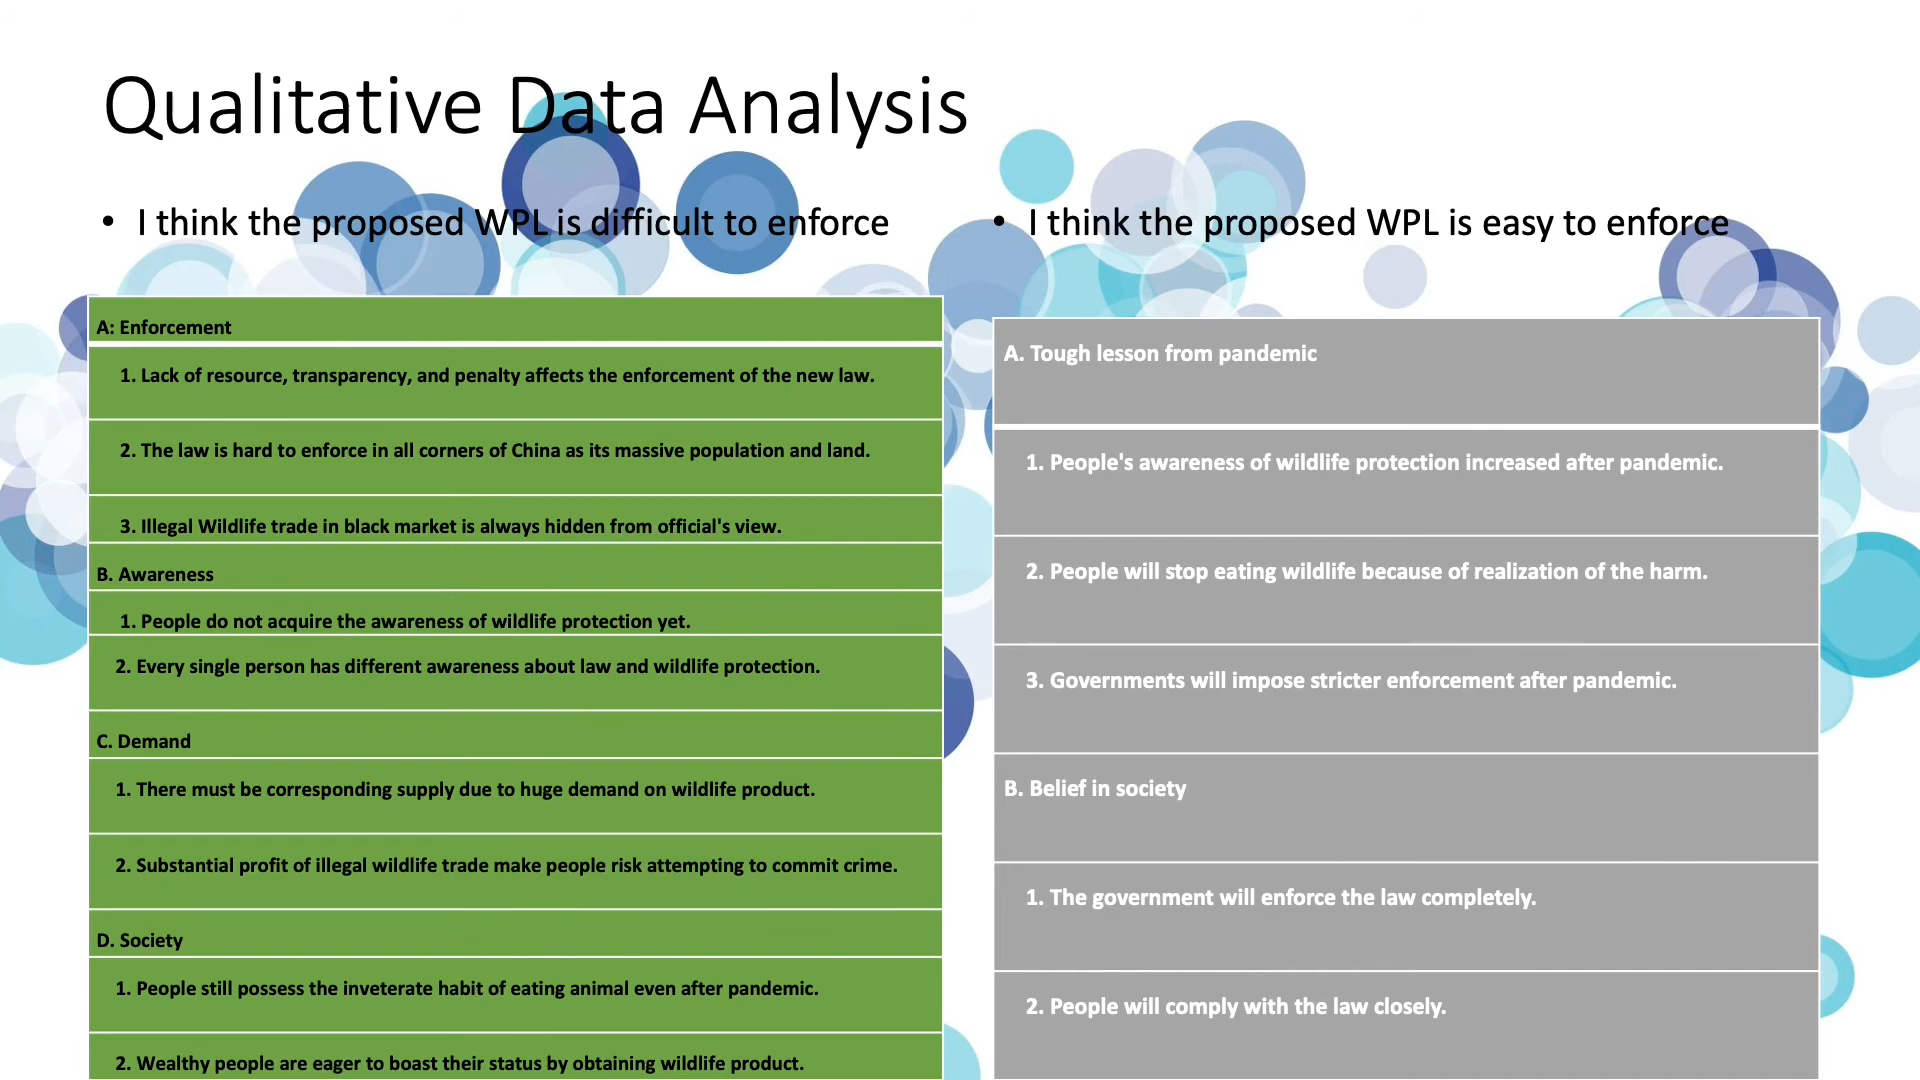 Qualitative Data Analysis
• I think the proposed WPL is difficult to enforce
A: Enforcement
1. Lack of resource, transparency, and penalty affects the enforcement of the new law.
2. The law is hard to enforce in all corners of China as its massive population and land.
3. Illegal Wildlife trade in black market is always hidden from official's view.
B. Awareness
1. People do not acquire the awareness of wildlife protection yet.
2. Every single person has different awareness about law and wildlife protection.
C. Demand
1. There must be corresponding supply due to huge demand on wildlife product.
2. Substantial profit of illegal wildlife trade make people risk attempting to commit crime.
D. Society
1. People still possess the inveterate habit of eating animal even after pandemic.
2. Wealthy people are eager to boast their status by obtaining wildlife product.
• I think the proposed WPL is easy to enforce
A. Tough lesson from pandemic
1. People's awareness of wildlife protection increased after pandemic.
2. People will stop eating wildlife because of realization of the harm.
3. Governments will impose stricter enforcement after pandemic.
B. Belief in society
1. The government will enforce the law completely.
2. People will comply with the law closely.